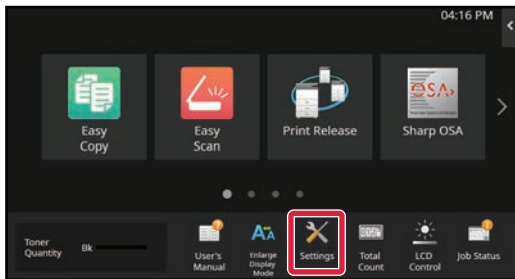 04:16 PM
Easy
Copy
Easy
Scan
Print Release
OSA
Sharp OSA
Toner
Quantity
Bk
User's
Manual
Enlarge
Display
Mode
Settings
Total
Count
LCD
Control
Job Status